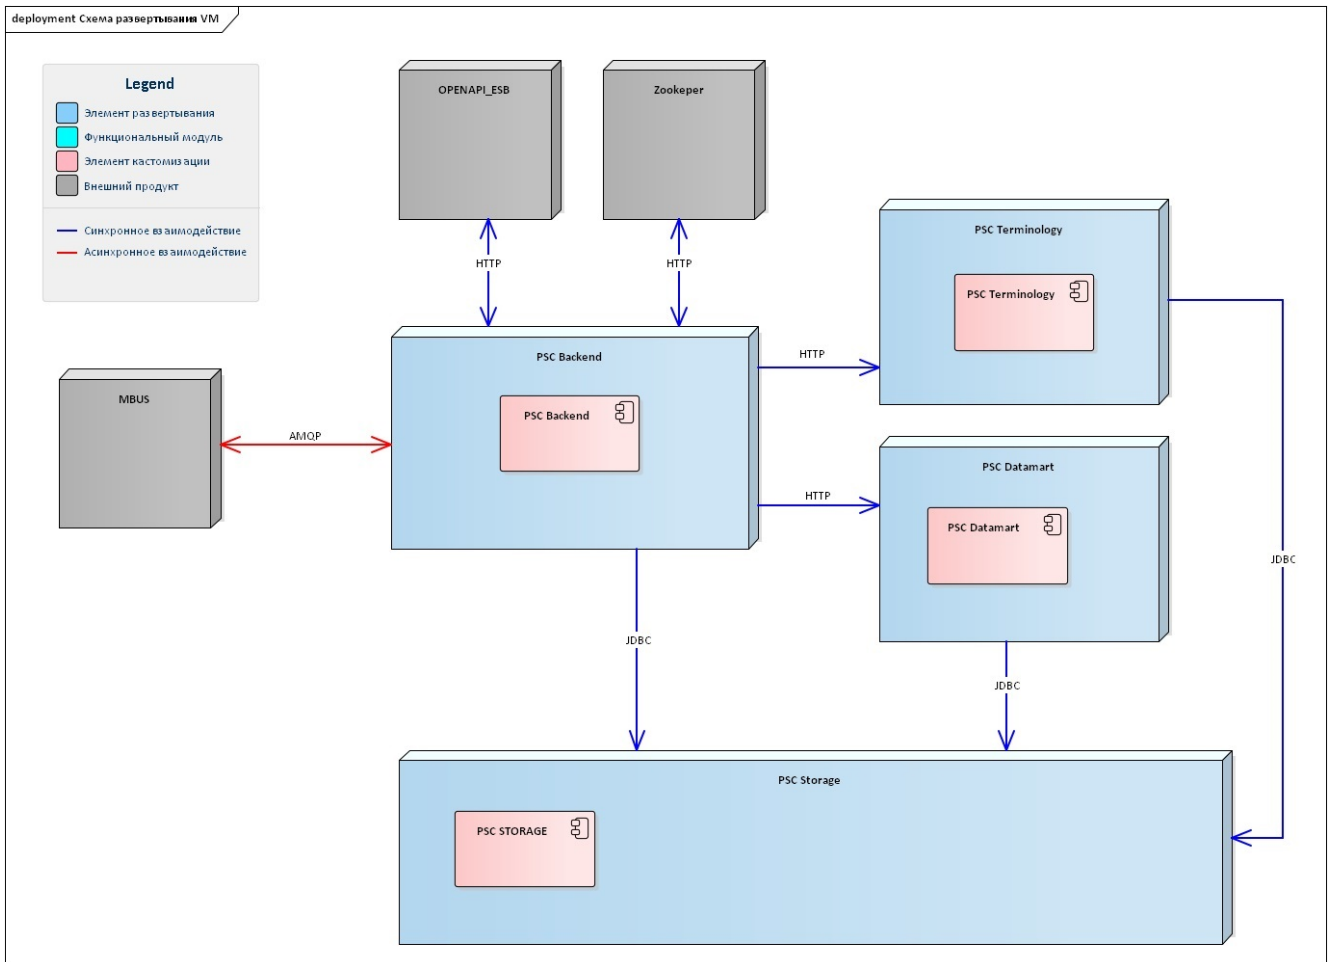 deployment Схема развертывания VM
Legend
Элемент развертывания
Функциональный модуль
Элемент кастомизации
Внешний продукт
Синхронное взаимодействие
Асинхронное взаимодействие
OPENAPI_ESB
Zookeper
HTTP
HTTP
PSC Terminology
PSC Terminology
PSC Backend
PSC Backend
HTTP
MBUS
AMQP
PSC Datamart
PSC Datamart
HTTP
JDBC
JDBC
JDBC
PSC Storage
PSC STORAGE